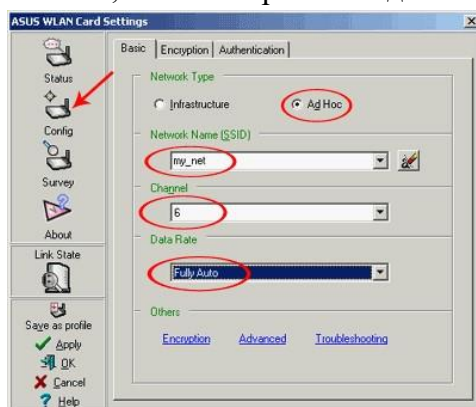 ASUS WLAN Card Settings
Status
Config
Survey
About
Link State
Save as profile
Apply
OK
Cancel
Help
Basic
Encryption
Authentication
Network Type
Infrastructure
Ad Hoc
Network Name (SSID)
my_net
Channel
6
Data Rate
Fully Auto
Others
Encryption
Advanced
Troubleshooting